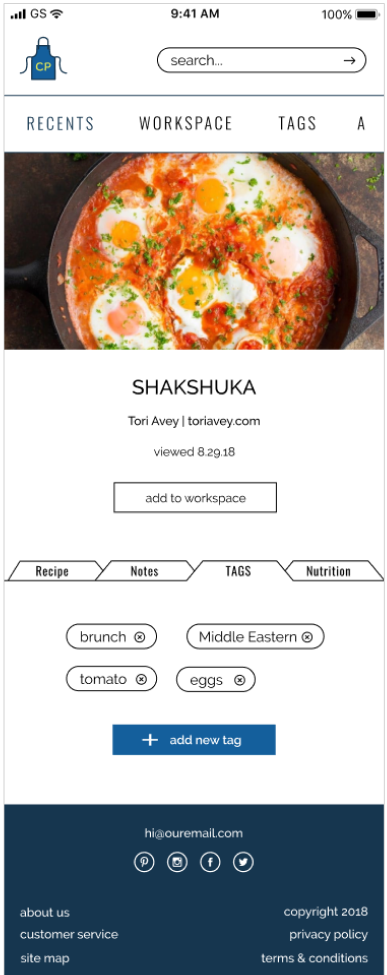 GS 9:41 AM 100%
CP search...
RECENTS WORKSPACE TAGS A
SHAKSHUKA
Tori Avey | toriavey.com
viewed 8.29.18
add to workspace
Recipe Notes TAGS Nutrition
brunch Middle Eastern
tomato eggs
+ add new tag
hi@ouremail.com
about us copyright 2018
customer service privacy policy
site map terms & conditions